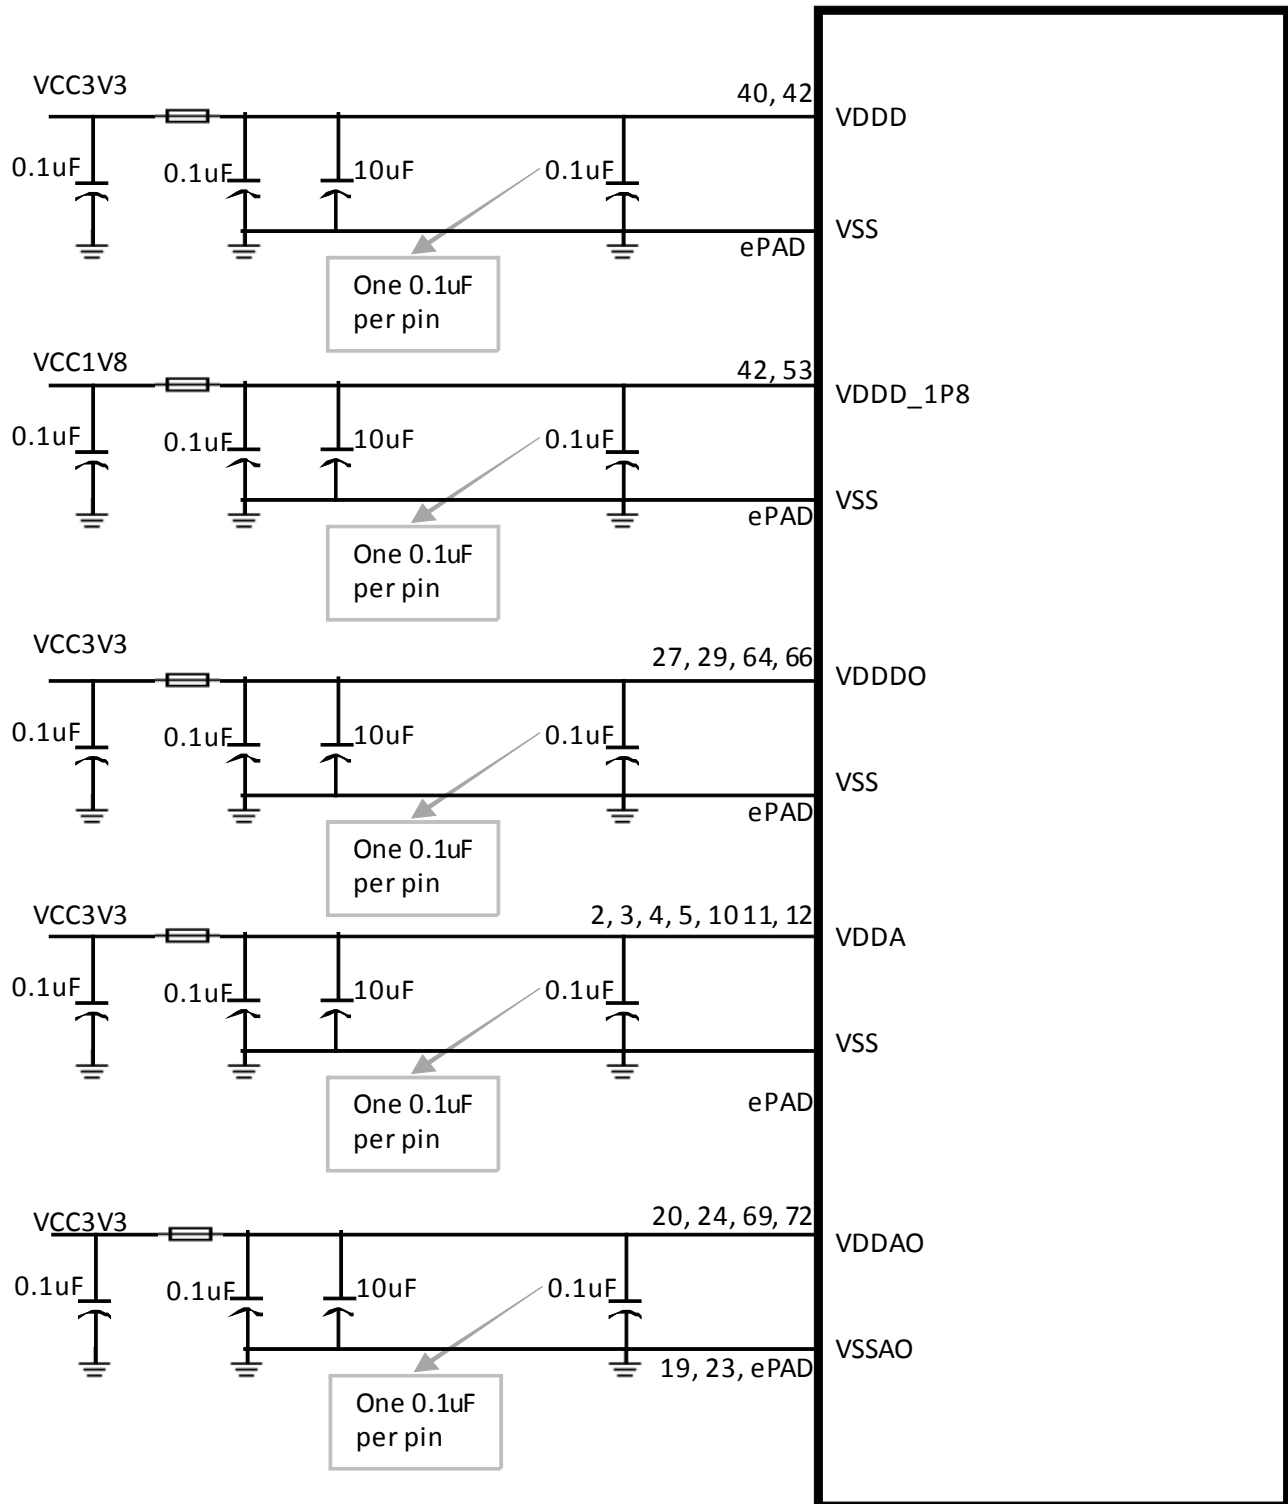 VCC3V3
40, 42
VDDD
0.1uF
0.1uF
10uF
0.1uF
VSS
ePAD
One 0.1uF
per pin
VCC1V8
42, 53
VDDD_1P8
0.1uF
0.1uF
10uF
0.1uF
VSS
ePAD
One 0.1uF
per pin
VCC3V3
27, 29, 64, 66
VDDDO
0.1uF
0.1uF
10uF
0.1uF
VSS
ePAD
One 0.1uF
per pin
VCC3V3
2, 3, 4, 5, 10 11, 12
VDDA
0.1uF
0.1uF
10uF
0.1uF
VSS
ePAD
One 0.1uF
per pin
VCC3V3
20, 24, 69, 72
VDDAO
0.1uF
0.1uF
10uF
0.1uF
VSSAO
19, 23, ePAD
One 0.1uF
per pin